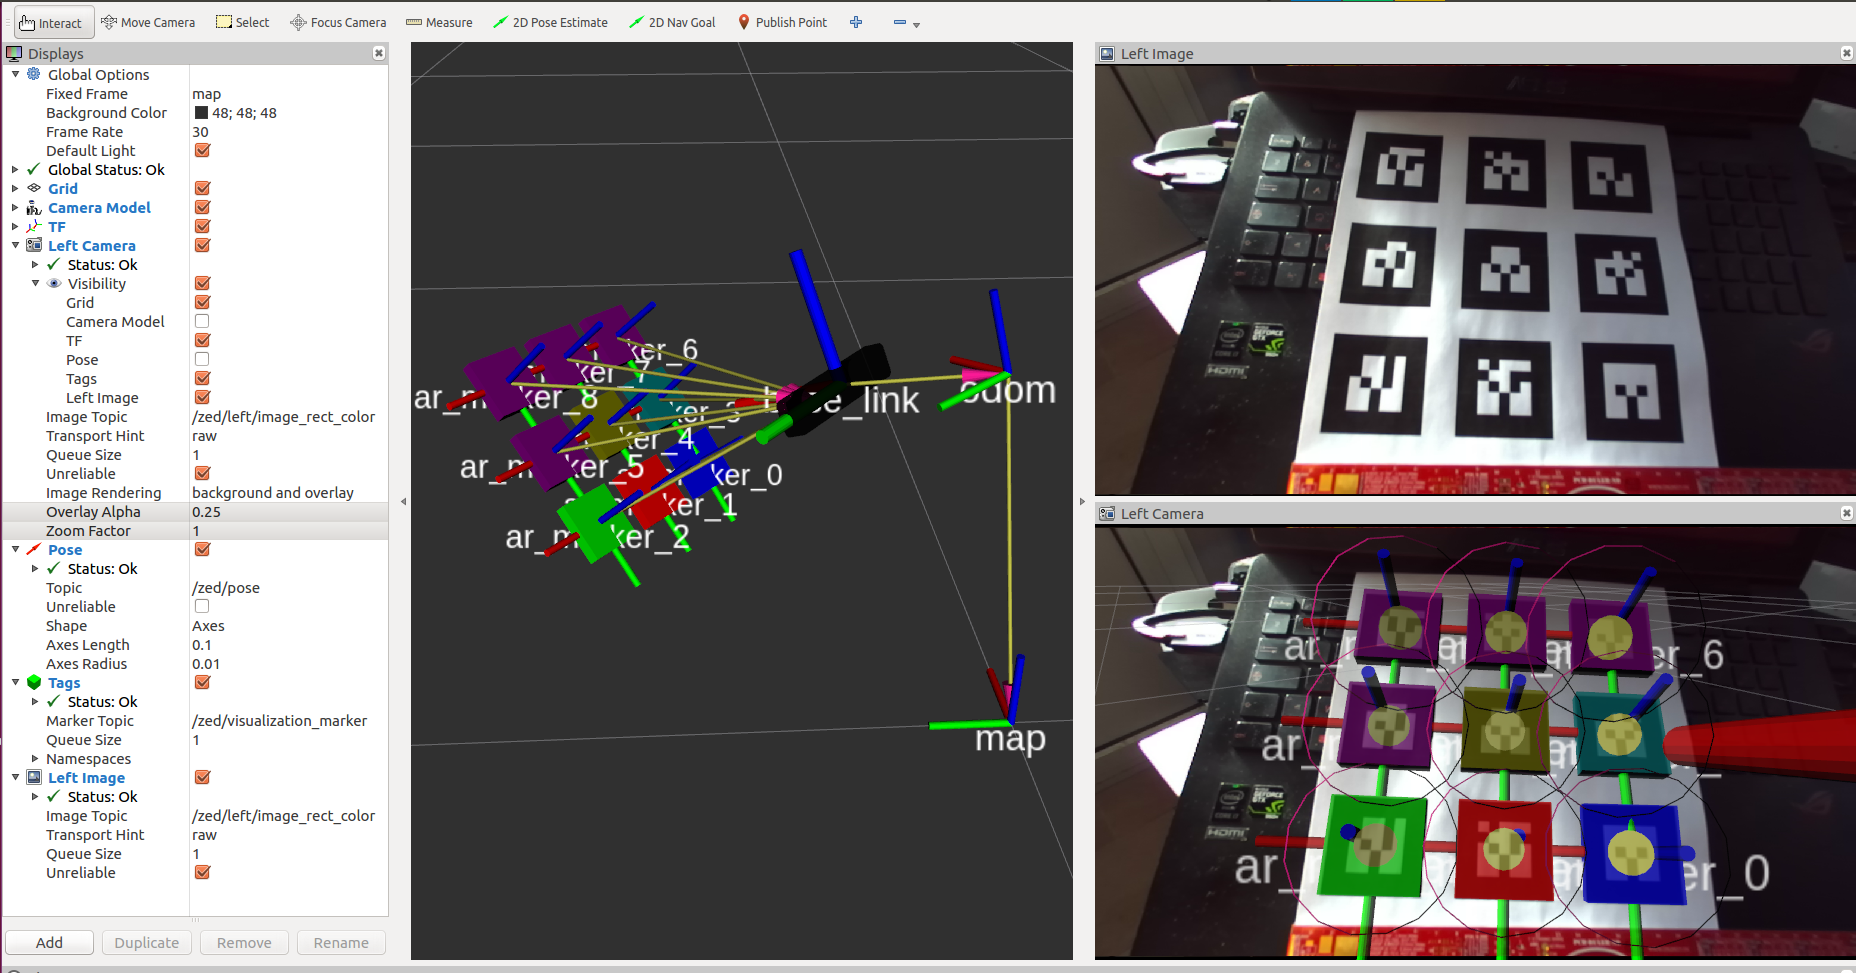 Interact
Move Camera
Select
Focus Camera
Measure
2D Pose Estimate
2D Nav Goal
Publish Point
Displays
Global Options
Fixed Frame map
Background Color 48; 48; 48
Frame Rate 30
Default Light
Global Status: Ok
Grid
Camera Model
TF
Left Camera
Status: Ok
Visibility
Grid
Camera Model
TF
Pose
Tags
Left Image
Image Topic /zed/left/image_rect_color
Transport Hint raw
Queue Size 1
Unreliable
Image Rendering background and overlay
Overlay Alpha 0.25
Zoom Factor 1
Pose
Status: Ok
Topic /zed/pose
Unreliable
Shape Axes
Axes Length 0.1
Axes Radius 0.01
Tags
Status: Ok
Marker Topic /zed/visualization_marker
Queue Size 1
Namespaces
Left Image
Status: Ok
Image Topic /zed/left/image_rect_color
Transport Hint raw
Queue Size 1
Unreliable
Add
Duplicate
Remove
Rename
ker_6
ker_7
ar_m ker_8
ker_3
ker_4
ar_m ker_5
ker_0
ker_1
ar_m ker_2
se_link
odom
map
Left Image
HDMI
Left Camera
ar_
er_6
ar_
HDMI
ar_
er_0